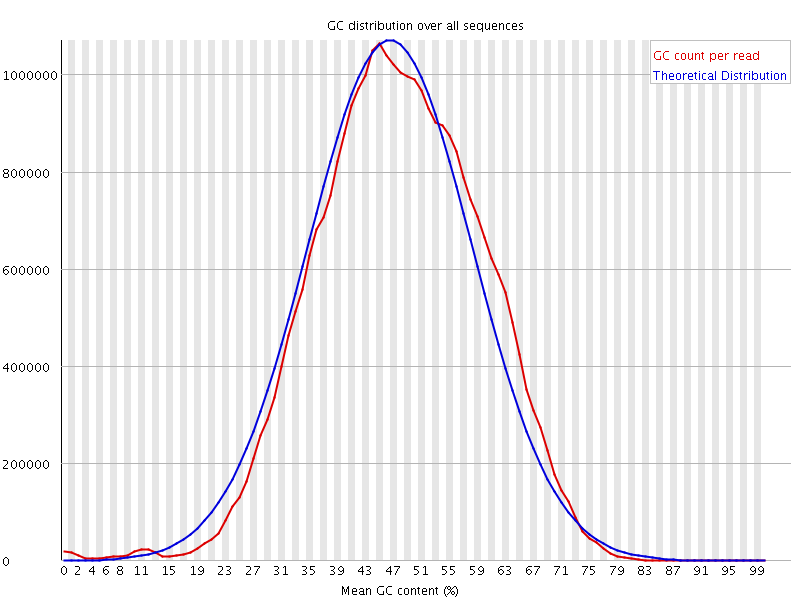 GC distribution over all sequences
GC count per read
Theoretical Distribution
1000000
800000
600000
400000
200000
0
0 2 4 6 8 11 15 19 23 27 31 35 39 43 47 51 55 59 63 67 71 75 79 83 87 91 95 99
Mean GC content (%)